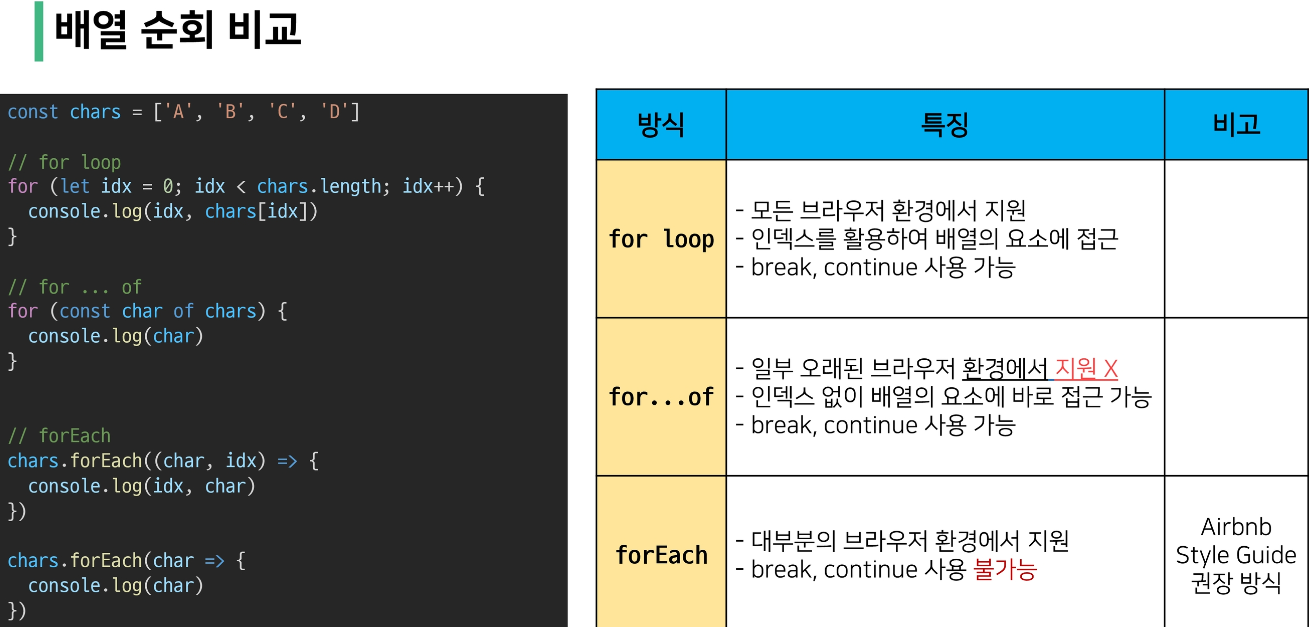 배열 순회 비교
const chars = ['A', 'B', 'C', 'D']
// for loop
for (let idx = 0; idx < chars.length; idx++) {
  console.log(idx, chars[idx])
}
// for ... of
for (const char of chars) {
  console.log(char)
}
// forEach
chars.forEach((char, idx) => {
  console.log(idx, char)
})
chars.forEach(char => {
  console.log(char)
})
방식 특징 비고
for loop
- 모든 브라우저 환경에서 지원
- 인덱스를 활용하여 배열의 요소에 접근
- break, continue 사용 가능
for...of
- 일부 오래된 브라우저 환경에서 지원 X
- 인덱스 없이 배열의 요소에 바로 접근 가능
- break, continue 사용 가능
forEach
- 대부분의 브라우저 환경에서 지원
- break, continue 사용 불가능
Airbnb
Style Guide
권장 방식